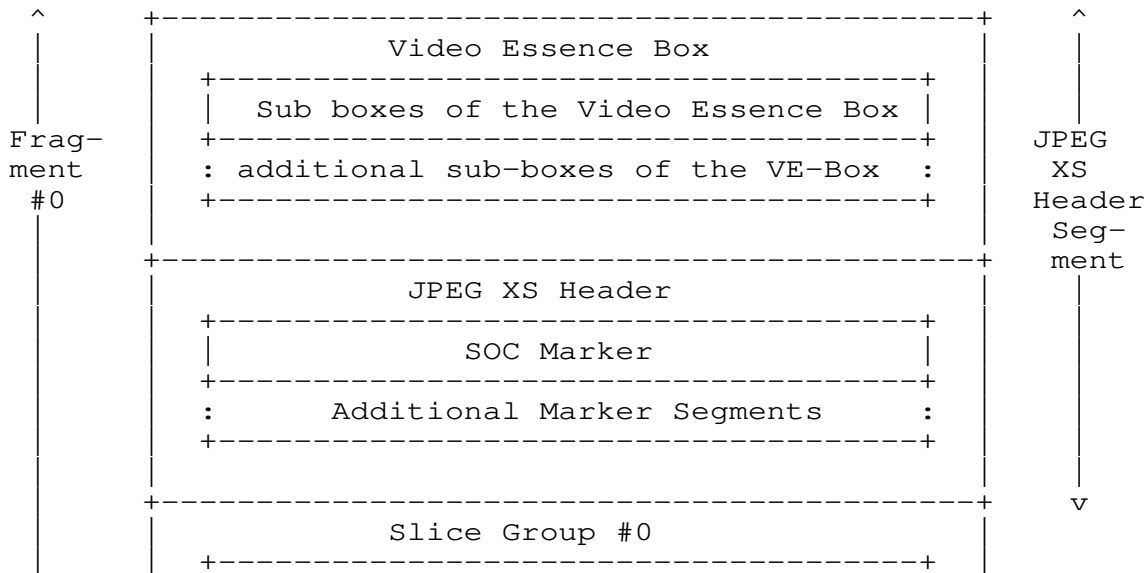 ^ +--------------------------------------------+ ^
| | Video Essence Box | |
| | +-------------------------------------+ | |
| | | Sub boxes of the Video Essence Box | | |
Frag- | +-------------------------------------+ | JPEG
ment | : additional sub-boxes of the VE-Box : | XS
#0 | +-------------------------------------+ | Header
| | | Seg-
| +--------------------------------------------+ ment
| | JPEG XS Header | |
| | +-------------------------------------+ | |
| | | SOC Marker | | |
| | +-------------------------------------+ | |
| | : Additional Marker Segments : | |
| | +-------------------------------------+ | |
| | | |
| +--------------------------------------------+ v
| | Slice Group #0 |
| | +-------------------------------------+ |